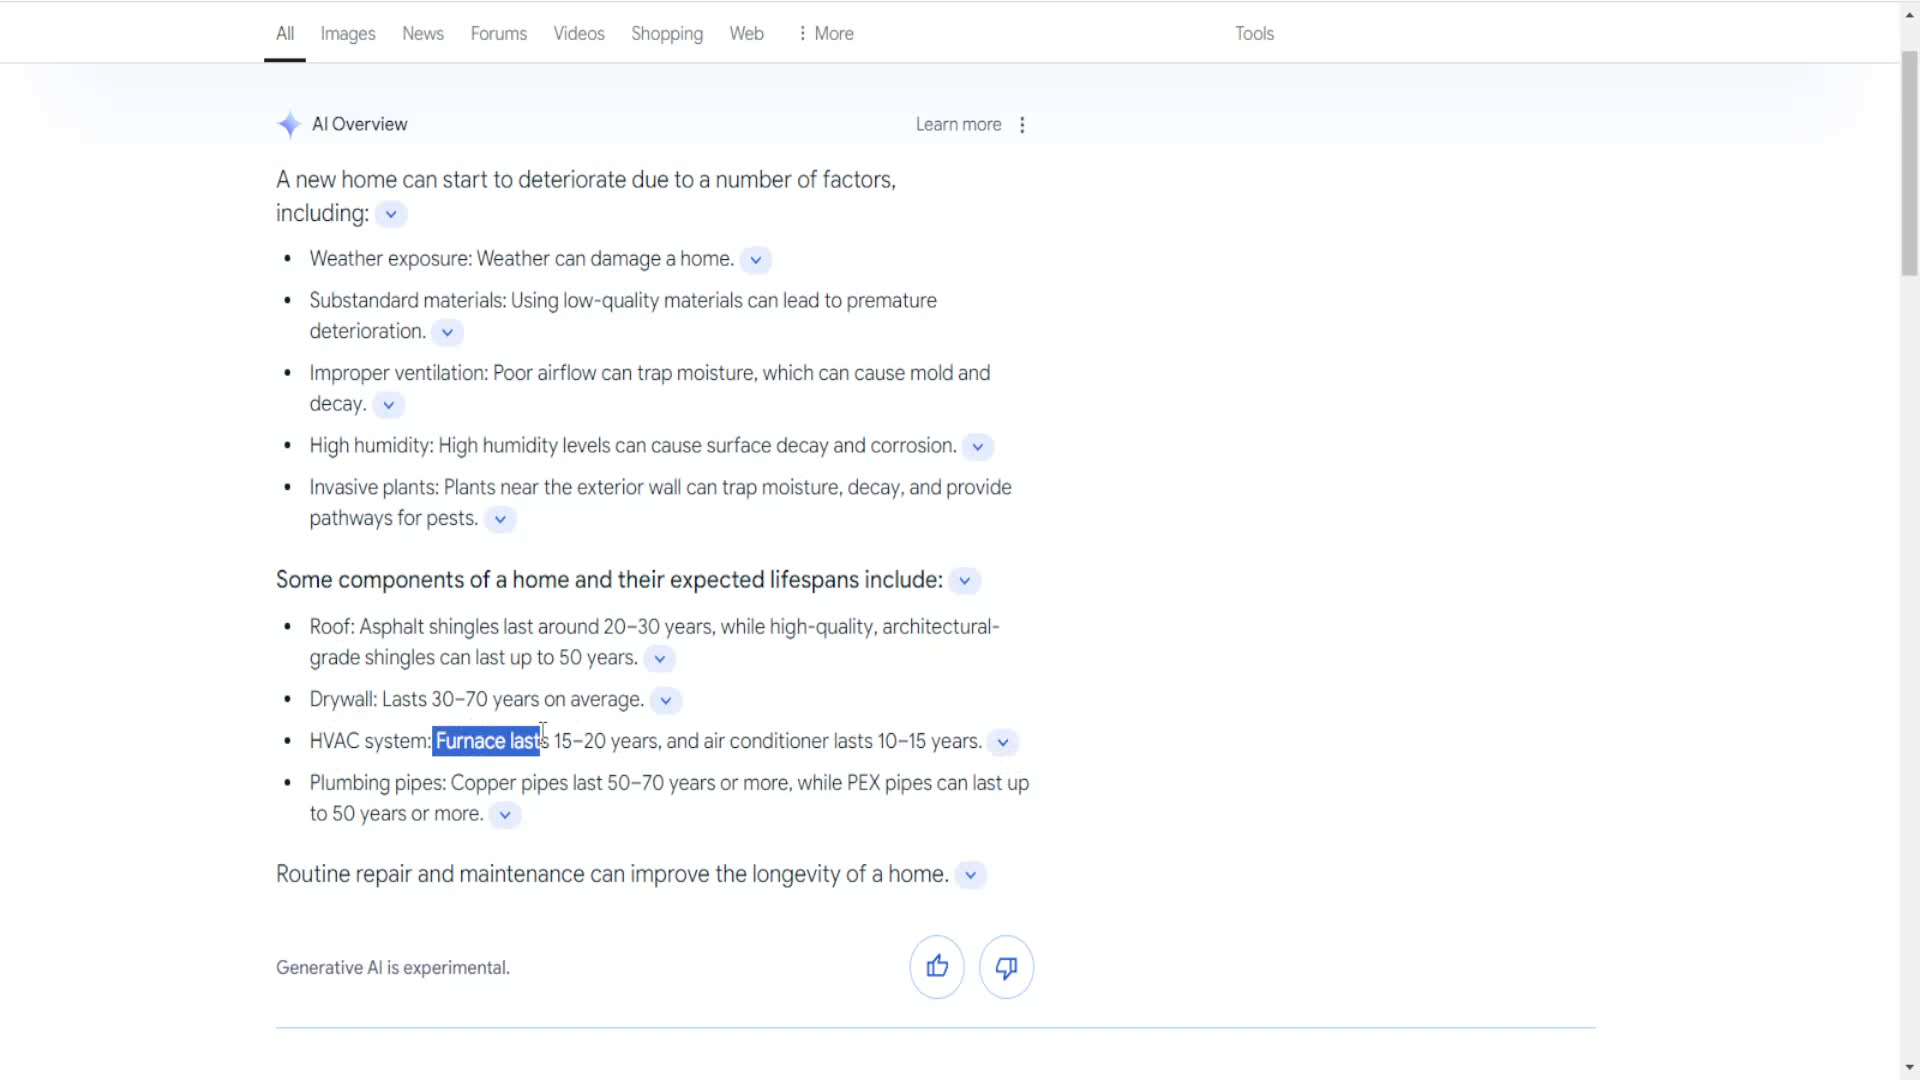 All Images News Forums Videos Shopping Web More Tools
AI Overview Learn more
A new home can start to deteriorate due to a number of factors,
including:
• Weather exposure: Weather can damage a home.
• Substandard materials: Using low-quality materials can lead to premature
deterioration.
• Improper ventilation: Poor airflow can trap moisture, which can cause mold and
decay.
• High humidity: High humidity levels can cause surface decay and corrosion.
• Invasive plants: Plants near the exterior wall can trap moisture, decay, and provide
pathways for pests.
Some components of a home and their expected lifespans include:
• Roof: Asphalt shingles last around 20–30 years, while high-quality, architectural-
grade shingles can last up to 50 years.
• Drywall: Lasts 30–70 years on average.
• HVAC system: Furnace lasts 15–20 years, and air conditioner lasts 10–15 years.
• Plumbing pipes: Copper pipes last 50–70 years or more, while PEX pipes can last up
to 50 years or more.
Routine repair and maintenance can improve the longevity of a home.
Generative AI is experimental.